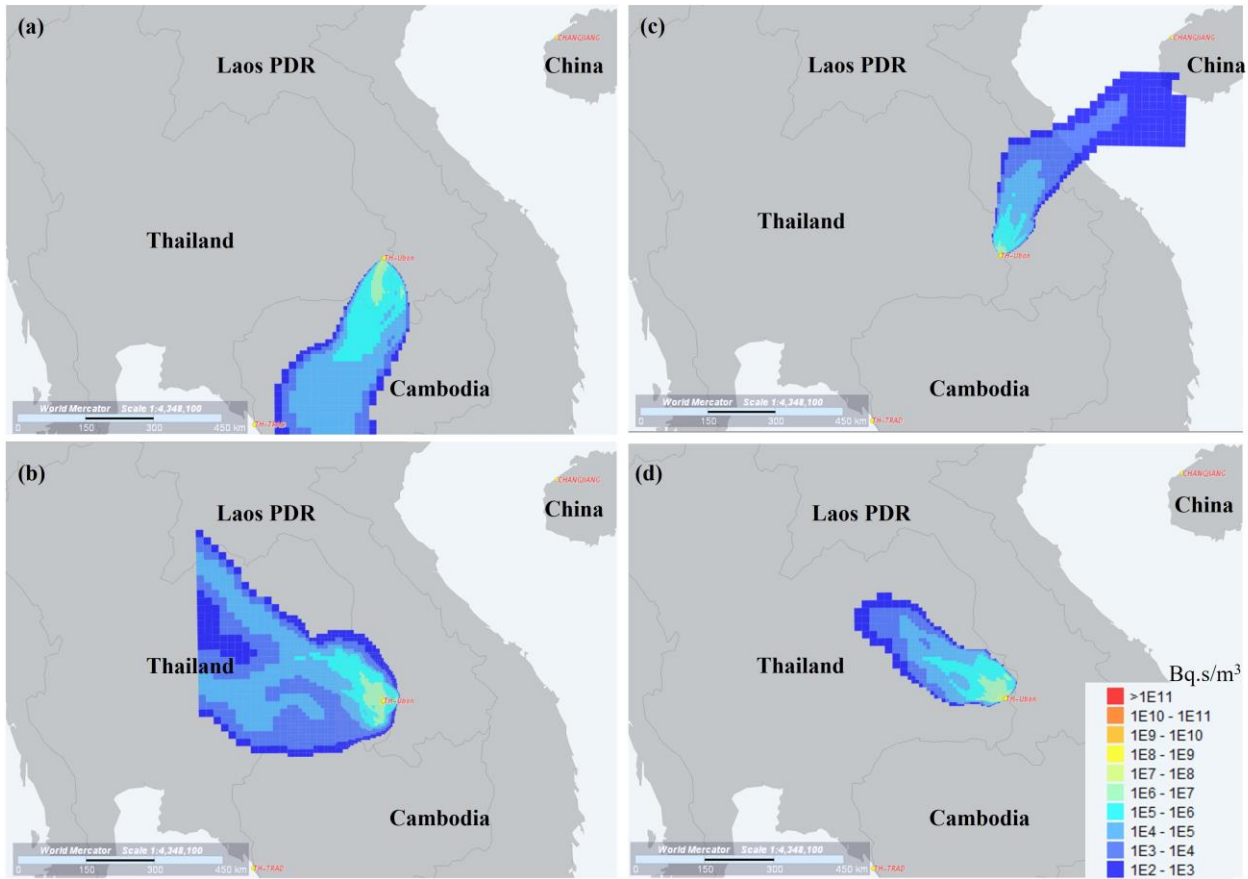 (a)
CHANGJIANG
Laos PDR
China
Thailand
TH-Ubon
Cambodia
World Mercator Scale 1:4,348,100
0 150 300 450 km
TH-TRAD
(c)
CHANGJIANG
Laos PDR
China
Thailand
TH-Ubon
Cambodia
World Mercator Scale 1:4,348,100
0 150 300 450 km
TH-TRAD
(b)
CHANGJIANG
Laos PDR
China
Thailand
TH-Ubon
Cambodia
World Mercator Scale 1:4,348,100
0 150 300 450 km
TH-TRAD
(d)
CHANGJIANG
Laos PDR
China
Thailand
TH-Ubon
Cambodia
World Mercator Scale 1:4,348,100
0 150 300 450 km
TH-TRAD
Bq.s/m³
>1E11
1E10 - 1E11
1E9 - 1E10
1E8 - 1E9
1E7 - 1E8
1E6 - 1E7
1E5 - 1E6
1E4 - 1E5
1E3 - 1E4
1E2 - 1E3